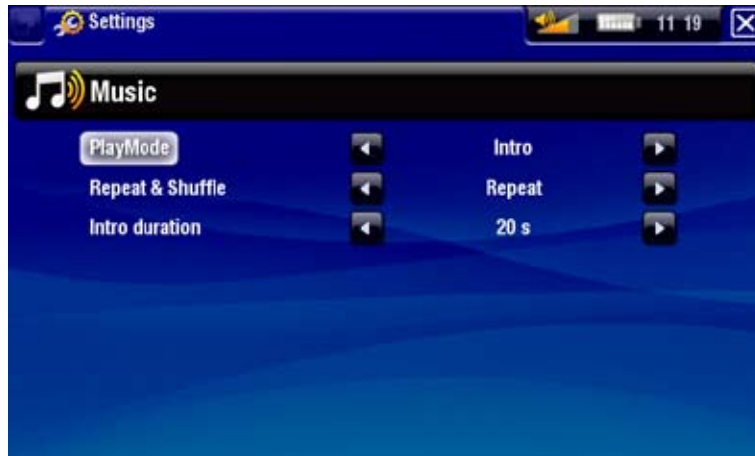 Settings 11 19
Music
PlayMode Intro
Repeat & Shuffle Repeat
Intro duration 20 s